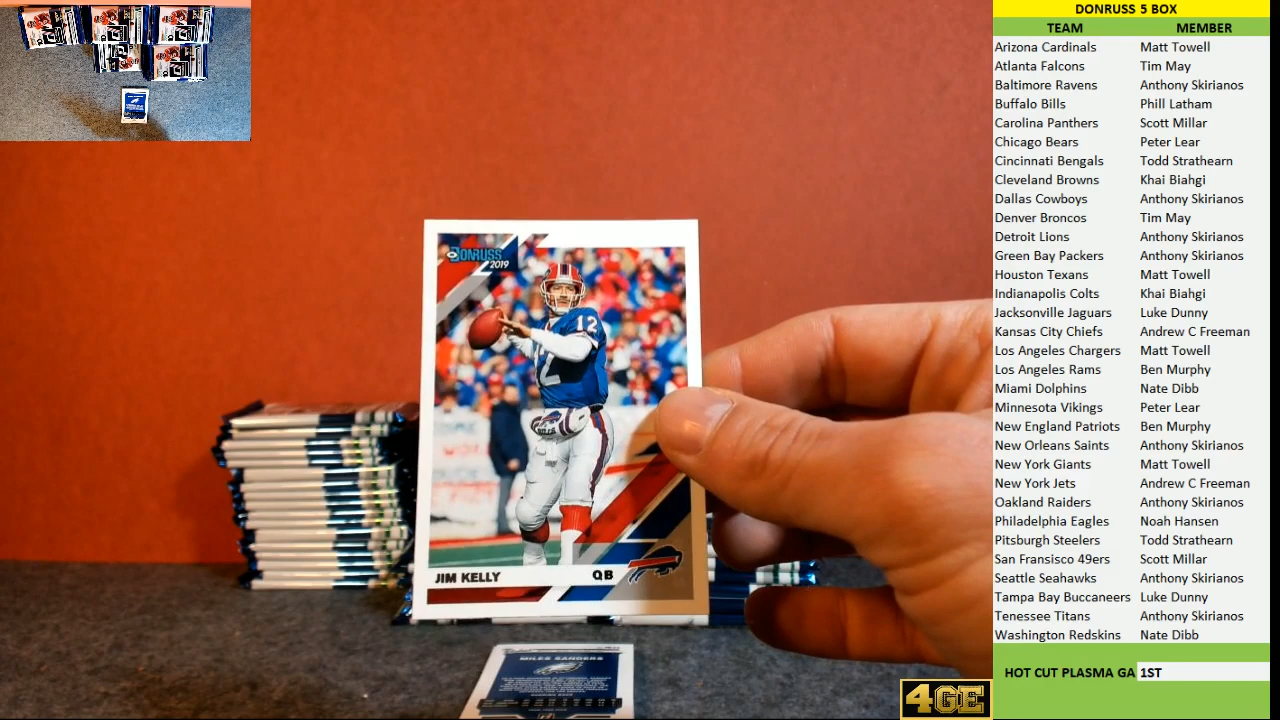 DONRUSS 5 BOX
TEAM MEMBER
Arizona Cardinals Matt Towell
Atlanta Falcons Tim May
Baltimore Ravens Anthony Skirianos
Buffalo Bills Phill Latham
Carolina Panthers Scott Millar
Chicago Bears Peter Lear
Cincinnati Bengals Todd Strathearn
Cleveland Browns Khai Biahgi
Dallas Cowboys Anthony Skirianos
Denver Broncos Tim May
Detroit Lions Anthony Skirianos
Green Bay Packers Anthony Skirianos
Houston Texans Matt Towell
Indianapolis Colts Khai Biahgi
Jacksonville Jaguars Luke Dunny
Kansas City Chiefs Andrew C Freeman
Los Angeles Chargers Matt Towell
Los Angeles Rams Ben Murphy
Miami Dolphins Nate Dibb
Minnesota Vikings Peter Lear
New England Patriots Ben Murphy
New Orleans Saints Anthony Skirianos
New York Giants Matt Towell
New York Jets Andrew C Freeman
Oakland Raiders Anthony Skirianos
Philadelphia Eagles Noah Hansen
Pitsburgh Steelers Todd Strathearn
San Fransisco 49ers Scott Millar
Seattle Seahawks Anthony Skirianos
Tampa Bay Buccaneers Luke Dunny
Tenessee Titans Anthony Skirianos
Washington Redskins Nate Dibb
HOT CUT PLASMA GA 1ST
4GE
DONRUSS
2019
12
12
JIM KELLY QB
MILES SANDERS